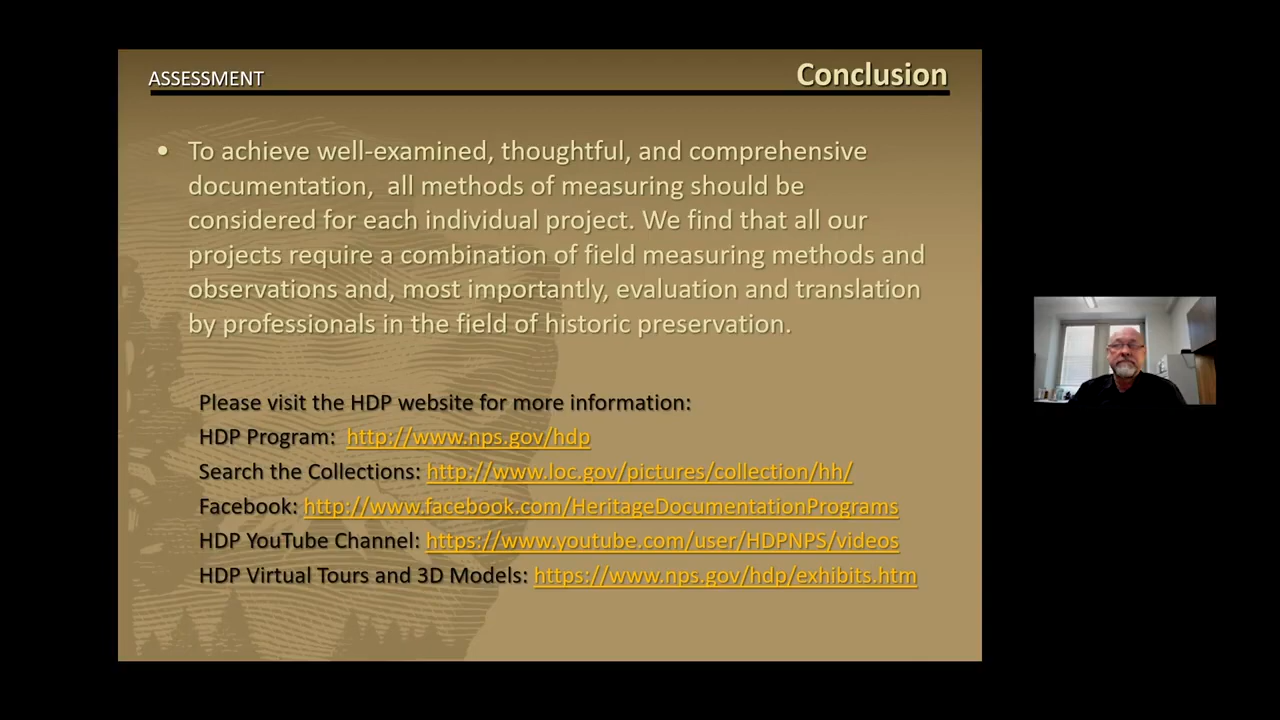 ASSESSMENT
Conclusion
• To achieve well-examined, thoughtful, and comprehensive
documentation, all methods of measuring should be
considered for each individual project. We find that all our
projects require a combination of field measuring methods and
observations and, most importantly, evaluation and translation
by professionals in the field of historic preservation.
Please visit the HDP website for more information:
HDP Program: http://www.nps.gov/hdp
Search the Collections: http://www.loc.gov/pictures/collection/hh/
Facebook: http://www.facebook.com/HeritageDocumentationPrograms
HDP YouTube Channel: https://www.youtube.com/user/HDPNPS/videos
HDP Virtual Tours and 3D Models: https://www.nps.gov/hdp/exhibits.htm